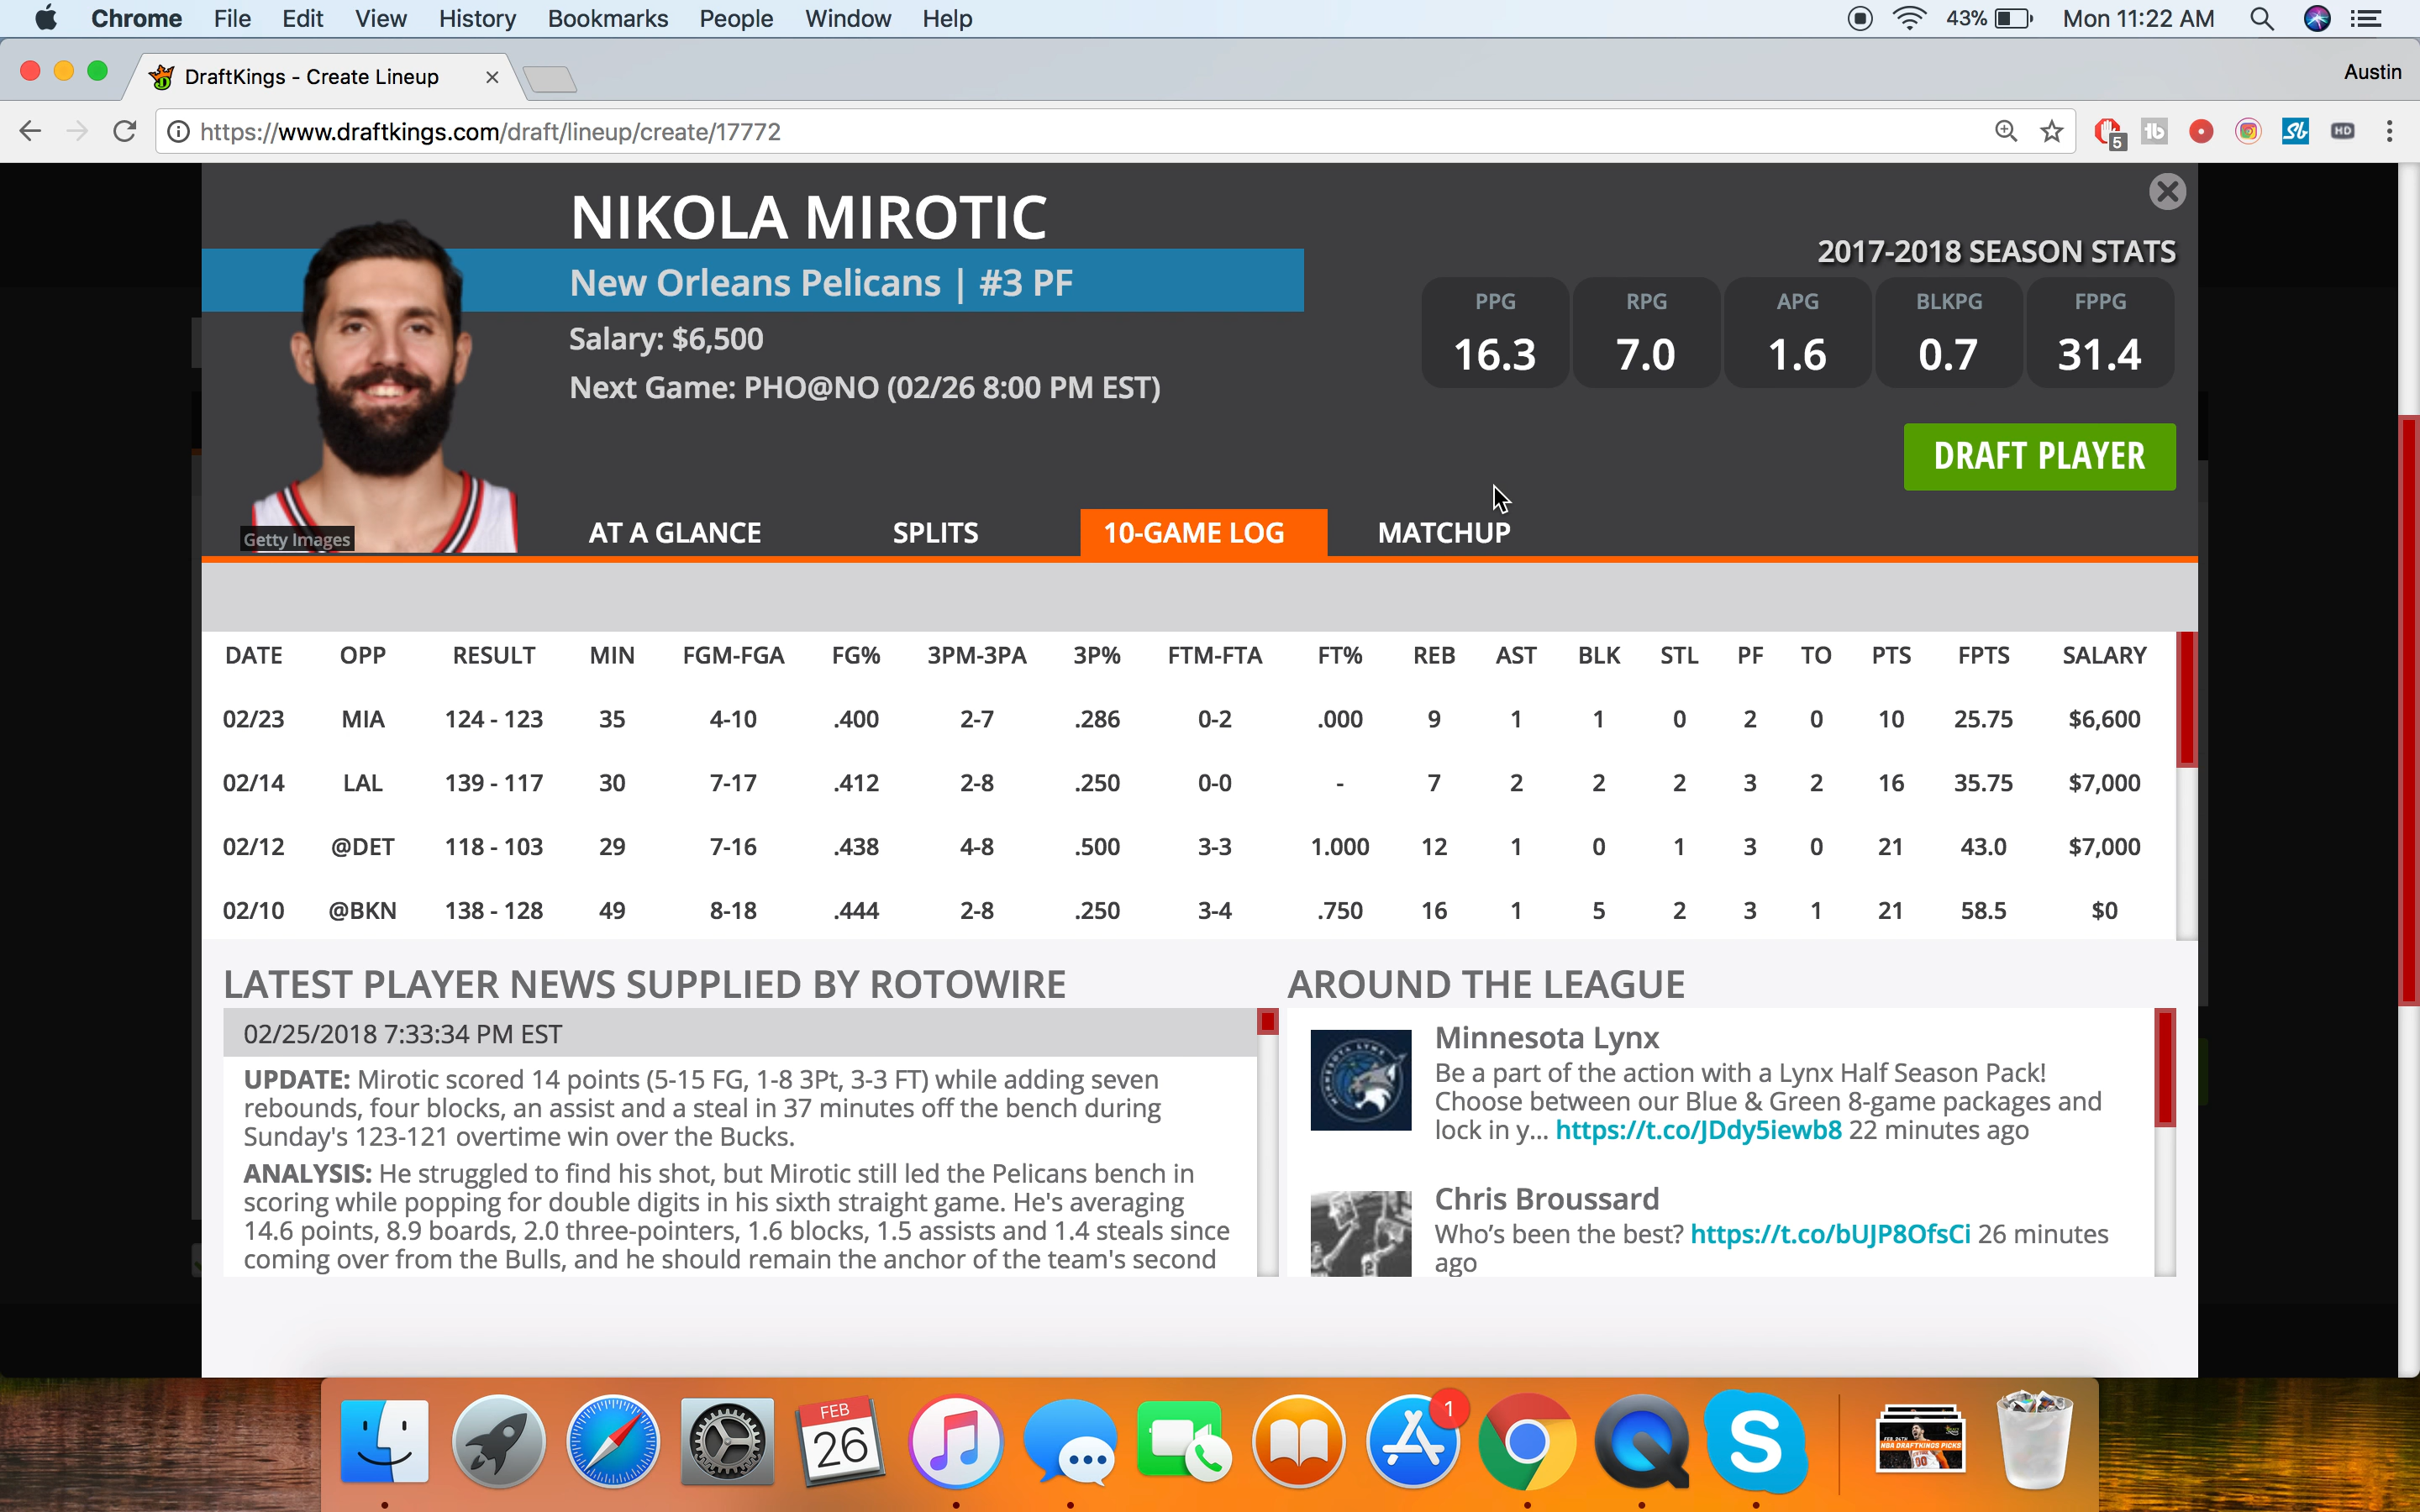 Chrome File Edit View History Bookmarks People Window Help 43% Mon 11:22 AM
DraftKings - Create Lineup Austin
https://www.draftkings.com/draft/lineup/create/17772 5 HD
NIKOLA MIROTIC
New Orleans Pelicans | #3 PF
Salary: $6,500
Next Game: PHO@NO (02/26 8:00 PM EST)
Getty Images
2017-2018 SEASON STATS
PPG RPG APG BLKPG FPPG
16.3 7.0 1.6 0.7 31.4
DRAFT PLAYER
AT A GLANCE SPLITS 10-GAME LOG MATCHUP
DATE OPP RESULT MIN FGM-FGA FG% 3PM-3PA 3P% FTM-FTA FT% REB AST BLK STL PF TO PTS FPTS SALARY
02/23 MIA 124 - 123 35 4-10 .400 2-7 .286 0-2 .000 9 1 1 0 2 0 10 25.75 $6,600
02/14 LAL 139 - 117 30 7-17 .412 2-8 .250 0-0 - 7 2 2 2 3 2 16 35.75 $7,000
02/12 @DET 118 - 103 29 7-16 .438 4-8 .500 3-3 1.000 12 1 0 1 3 0 21 43.0 $7,000
02/10 @BKN 138 - 128 49 8-18 .444 2-8 .250 3-4 .750 16 1 5 2 3 1 21 58.5 $0
LATEST PLAYER NEWS SUPPLIED BY ROTOWIRE
02/25/2018 7:33:34 PM EST
UPDATE: Mirotic scored 14 points (5-15 FG, 1-8 3Pt, 3-3 FT) while adding seven
rebounds, four blocks, an assist and a steal in 37 minutes off the bench during
Sunday's 123-121 overtime win over the Bucks.
ANALYSIS: He struggled to find his shot, but Mirotic still led the Pelicans bench in
scoring while popping for double digits in his sixth straight game. He's averaging
14.6 points, 8.9 boards, 2.0 three-pointers, 1.6 blocks, 1.5 assists and 1.4 steals since
coming over from the Bulls, and he should remain the anchor of the team's second
AROUND THE LEAGUE
Minnesota Lynx
Be a part of the action with a Lynx Half Season Pack!
Choose between our Blue & Green 8-game packages and
lock in y... https://t.co/JDdy5iewb8 22 minutes ago
Chris Broussard
Who's been the best? https://t.co/bUJP8OfsCi 26 minutes
ago
FEB
26
1
NBA DRAFTKINGS PICKS